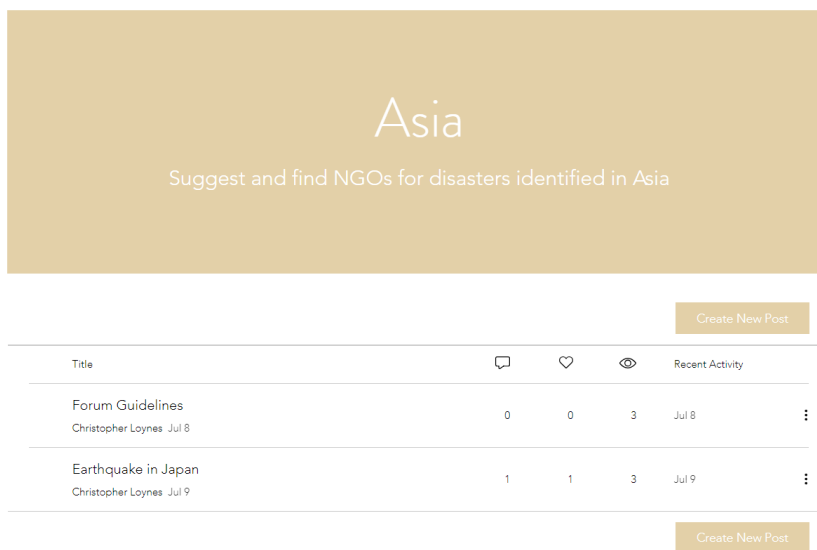 Asia
Suggest and find NGOs for disasters identified in Asia
Create New Post
Title Recent Activity
Forum Guidelines
Christopher Loynes Jul 8
0 0 3 Jul 8
Earthquake in Japan
Christopher Loynes Jul 9
1 1 3 Jul 9
Create New Post